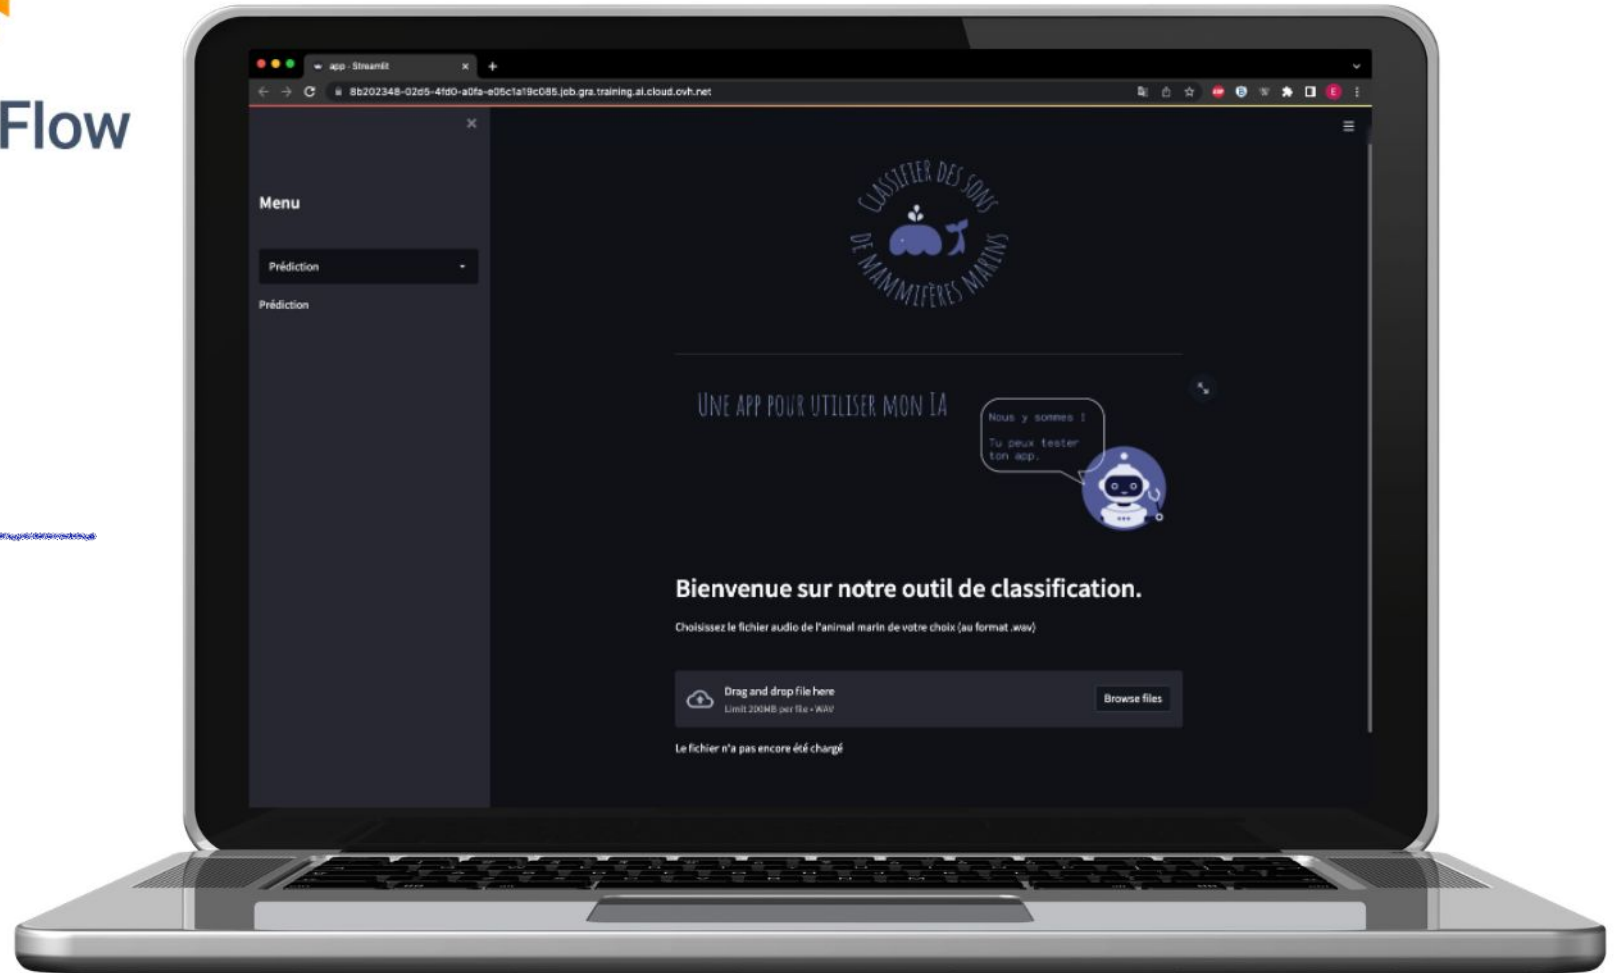 Flow
app · Streamlit
8b202348-02d5-4fd0-a0fa-e05c1a19c085.job.gra.training.ai.cloud.ovh.net
Menu
Prédiction
Prédiction
CLASSIFIER DES SONS
DE MAMMIFÈRES MARINS
UNE APP POUR UTILISER MON IA
Nous y sommes !
Tu peux tester
ton app.
Bienvenue sur notre outil de classification.
Choisissez le fichier audio de l'animal marin de votre choix (au format .wav)
Drag and drop file here
Limit 200MB per file • WAV
Browse files
Le fichier n'a pas encore été chargé